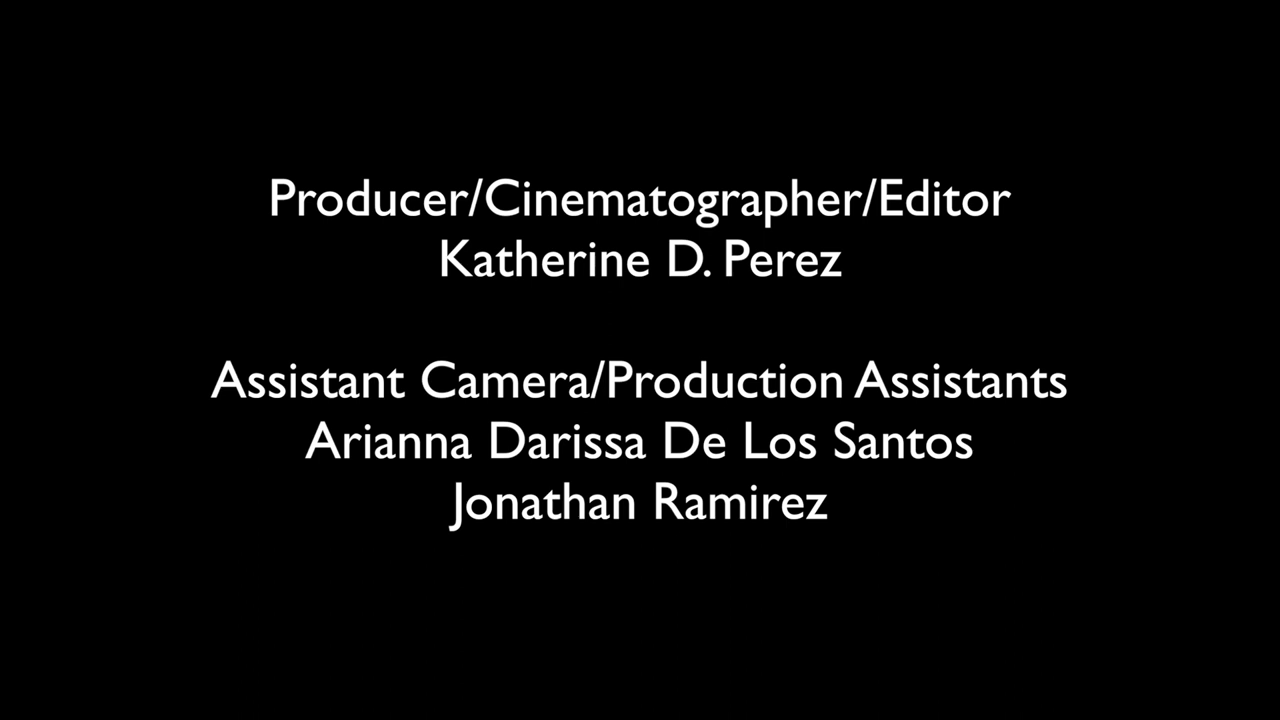 Producer/Cinematographer/Editor
Katherine D. Perez
Assistant Camera/Production Assistants
Arianna Darissa De Los Santos
Jonathan Ramirez